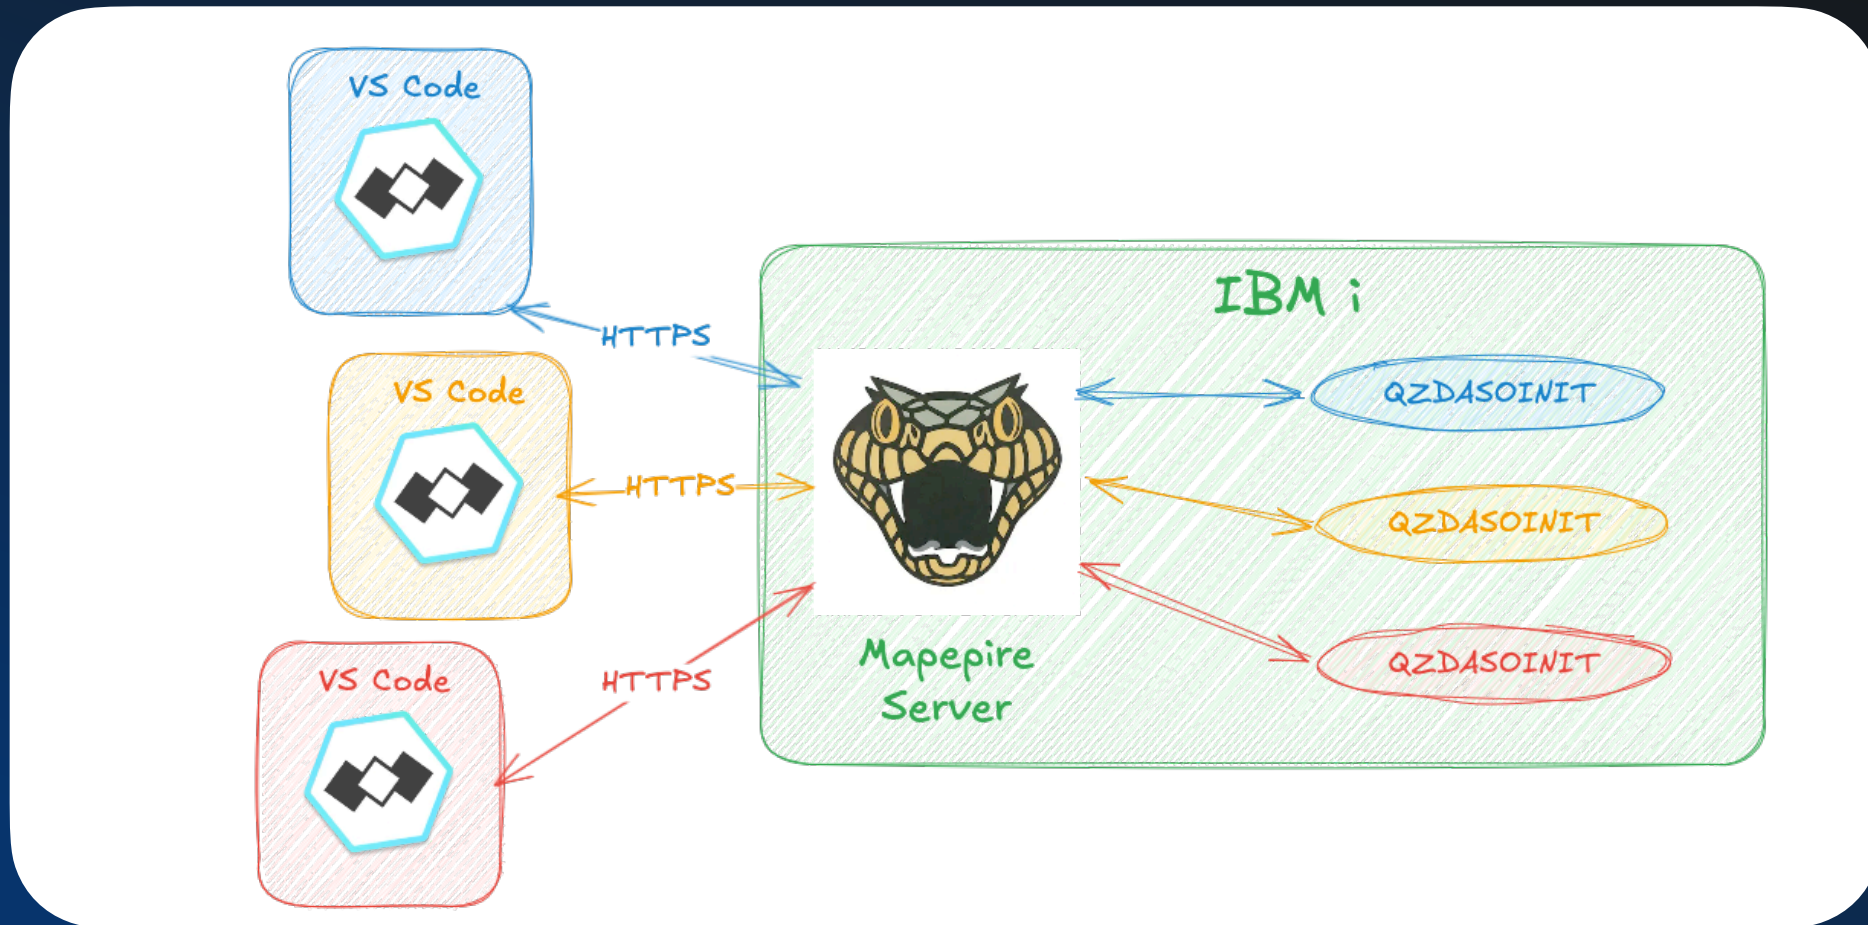 VS Code
HTTPS
VS Code
HTTPS
VS Code
HTTPS
IBM i
Mapepire
Server
QZDASOINIT
QZDASOINIT
QZDASOINIT